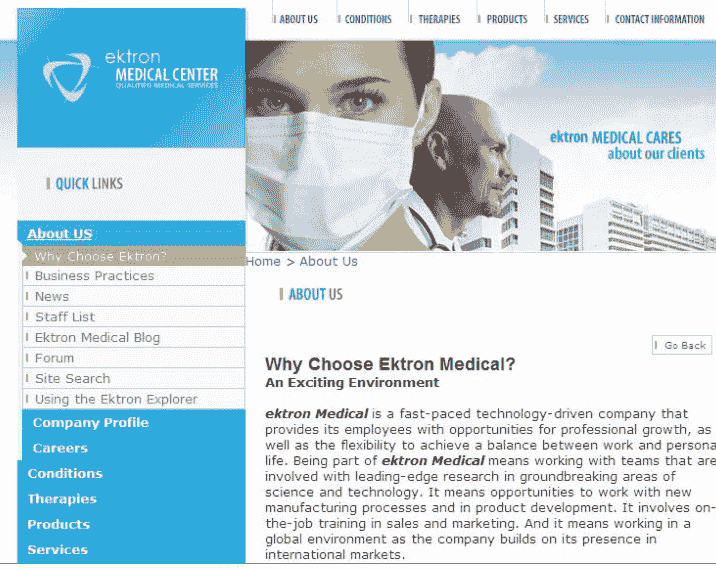 ABOUT US
CONDITIONS
THERAPIES
PRODUCTS
SERVICES
CONTACT INFORMATION
ektron
MEDICAL CENTER
QUALIFIED MEDICAL SERVICES
ektron MEDICAL CARES
about our clients
QUICK LINKS
About US
Why Choose Ektron?
Business Practices
News
Staff List
Ektron Medical Blog
Forum
Site Search
Using the Ektron Explorer
Company Profile
Careers
Conditions
Therapies
Products
Services
Home > About Us
ABOUT US
Go Back
Why Choose Ektron Medical?
An Exciting Environment
ektron Medical is a fast-paced technology-driven company that
provides its employees with opportunities for professional growth, as
well as the flexibility to achieve a balance between work and persona
life. Being part of ektron Medical means working with teams that are
involved with leading-edge research in groundbreaking areas of
science and technology. It means opportunities to work with new
manufacturing processes and in product development. It involves on-
the-job training in sales and marketing. And it means working in a
global environment as the company builds on its presence in
international markets.